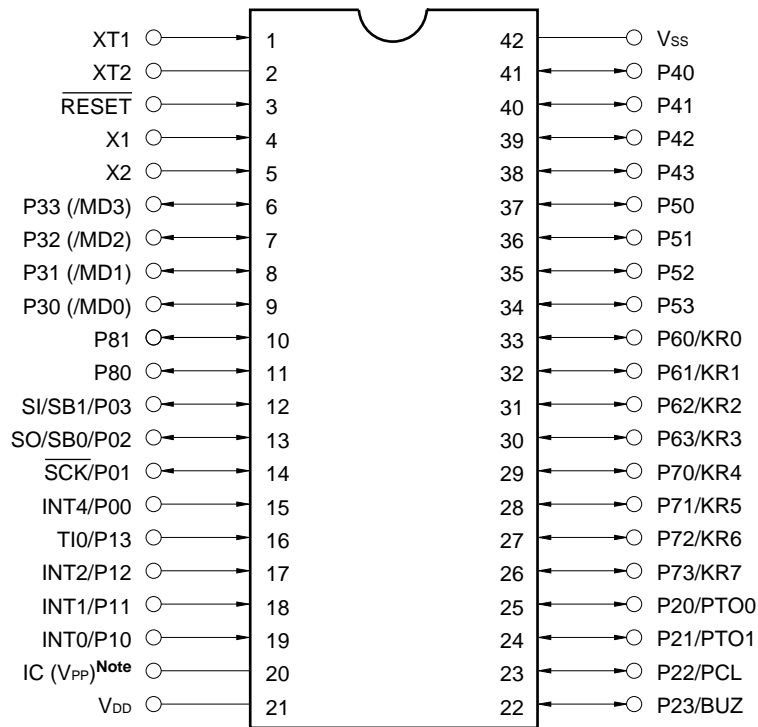 XT1 1 42 VSS
XT2 2 41 P40
RESET 3 40 P41
X1 4 39 P42
X2 5 38 P43
P33 (/MD3) 6 37 P50
P32 (/MD2) 7 36 P51
P31 (/MD1) 8 35 P52
P30 (/MD0) 9 34 P53
P81 10 33 P60/KR0
P80 11 32 P61/KR1
SI/SB1/P03 12 31 P62/KR2
SO/SB0/P02 13 30 P63/KR3
SCK/P01 14 29 P70/KR4
INT4/P00 15 28 P71/KR5
TI0/P13 16 27 P72/KR6
INT2/P12 17 26 P73/KR7
INT1/P11 18 25 P20/PTO0
INT0/P10 19 24 P21/PTO1
IC (VPP)Note 20 23 P22/PCL
VDD 21 22 P23/BUZ